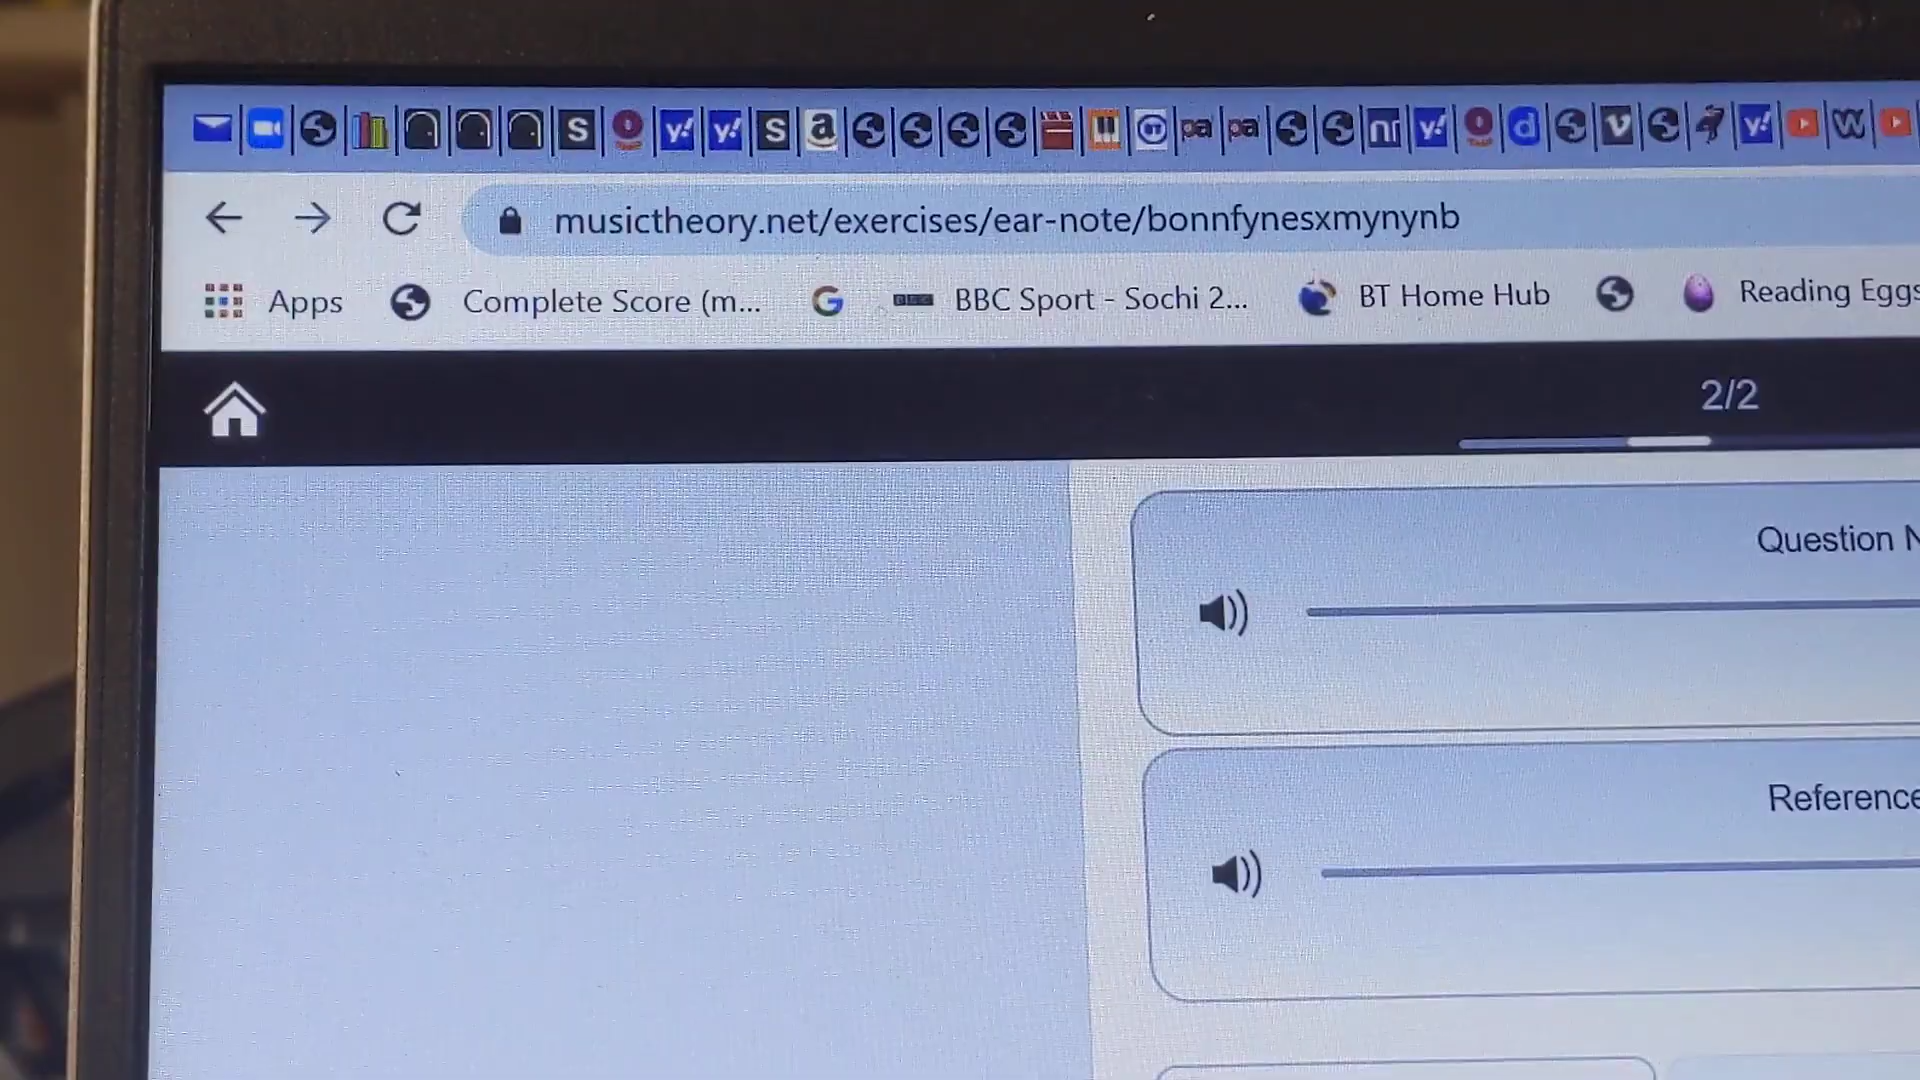 musictheory.net/exercises/ear-note/bonnfynesxmynynb
Apps Complete Score (m... BBC Sport - Sochi 2... BT Home Hub Reading Eggs
2/2
Question
Reference